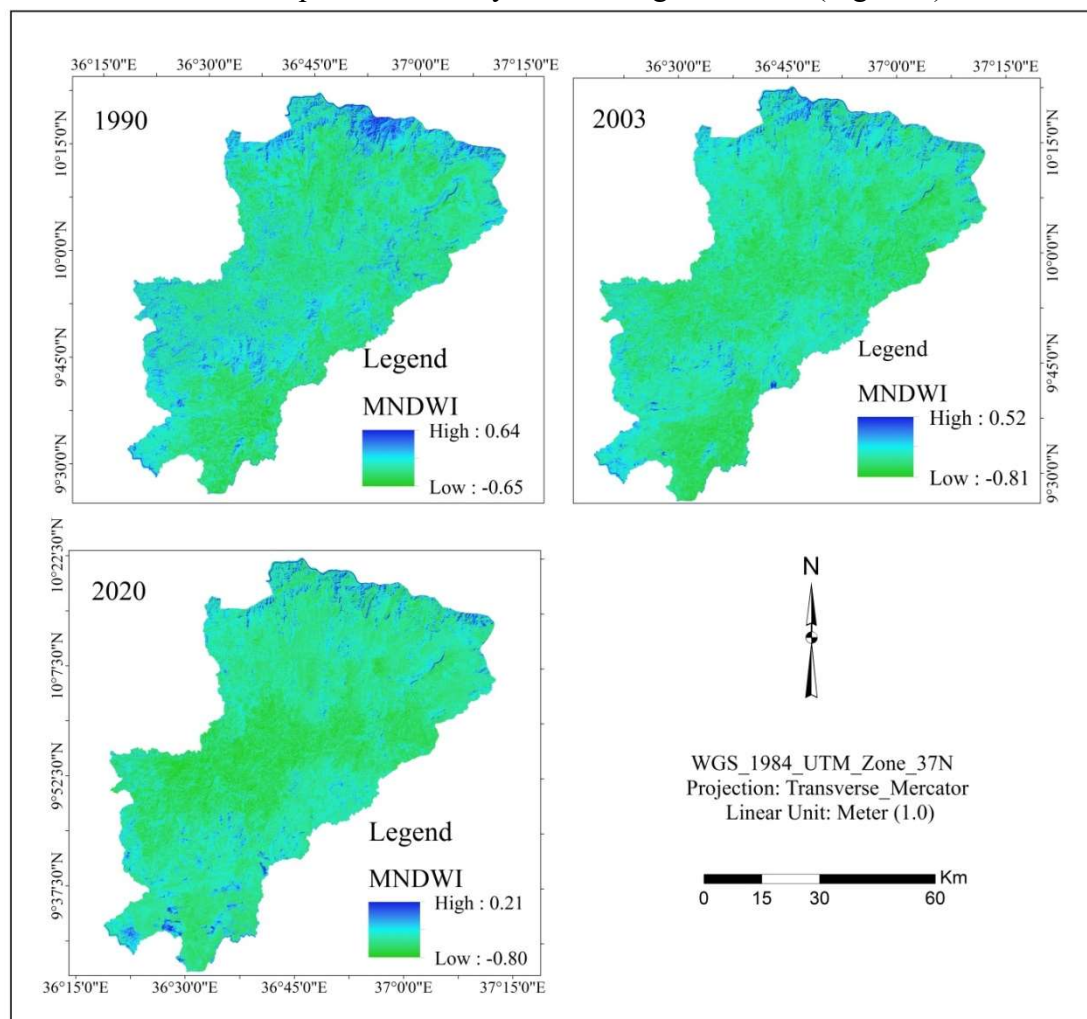 36°15'0"E 36°30'0"E 36°45'0"E 37°0'0"E 37°15'0"E
1990
10°15'0"N
10°0'0"N
9°45'0"N
9°30'0"N
Legend
MNDWI
High : 0.64
Low : -0.65
36°30'0"E 36°45'0"E 37°0'0"E 37°15'0"E
2003
10°15'0"N
10°0'0"N
9°45'0"N
9°30'0"N
Legend
MNDWI
High : 0.52
Low : -0.81
2020
10°22'30"N
10°7'30"N
9°52'30"N
9°37'30"N
Legend
MNDWI
High : 0.21
Low : -0.80
36°15'0"E 36°30'0"E 36°45'0"E 37°0'0"E 37°15'0"E
N
WGS_1984_UTM_Zone_37N
Projection: Transverse_Mercator
Linear Unit: Meter (1.0)
Km
0 15 30 60